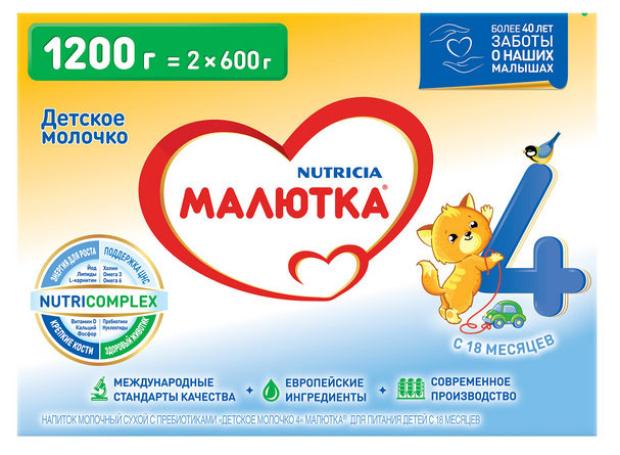 1200 г = 2 × 600 г
БОЛЕЕ 40 ЛЕТ
ЗАБОТЫ
О НАШИХ
МАЛЫШАХ
Детское
молочко
NUTRICIA
МАЛЮТКА®
4
С 18 МЕСЯЦЕВ
ЭНЕРГИЯ ДЛЯ РОСТА
ПОДДЕРЖКА ЦНС
Йод
Липиды
L-карнитин
Холин
Омега 3
Омега 6
NUTRICOMPLEX
Витамин D
Кальций
Фосфор
Пребиотики
Нуклеотиды
КРЕПКИЕ КОСТИ
ЗДОРОВЫЙ ЖИВОТИК
МЕЖДУНАРОДНЫЕ
СТАНДАРТЫ КАЧЕСТВА
ЕВРОПЕЙСКИЕ
ИНГРЕДИЕНТЫ
СОВРЕМЕННОЕ
ПРОИЗВОДСТВО
НАПИТОК МОЛОЧНЫЙ СУХОЙ С ПРЕБИОТИКАМИ «ДЕТСКОЕ МОЛОЧКО 4» МАЛЮТКА® ДЛЯ ПИТАНИЯ ДЕТЕЙ С 18 МЕСЯЦЕВ